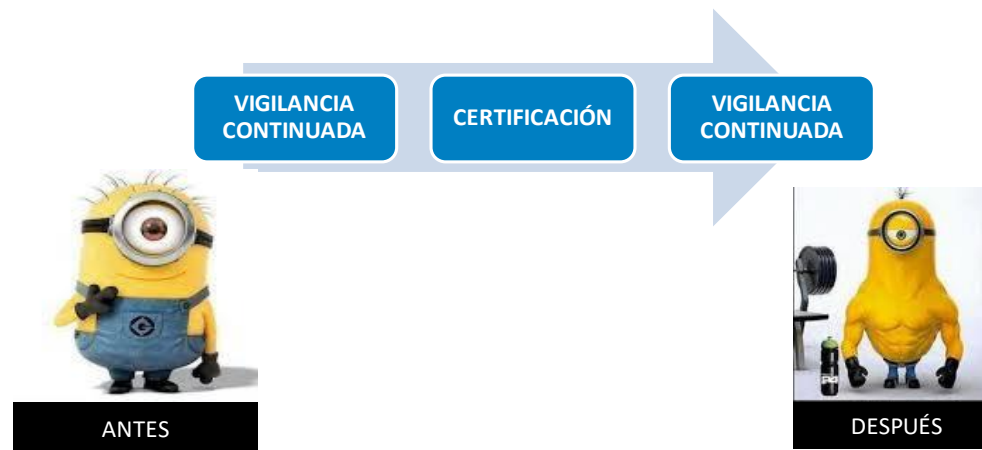 VIGILANCIA
CONTINUADA
CERTIFICACIÓN
VIGILANCIA
CONTINUADA
ANTES
DESPUÉS